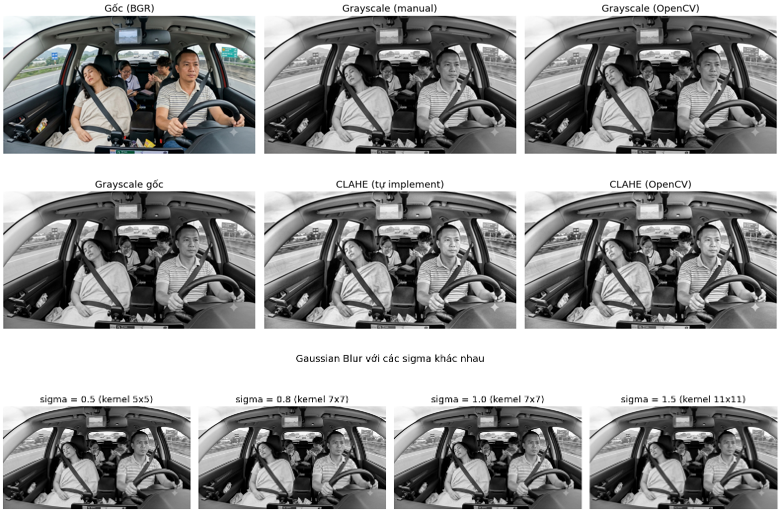 Gốc (BGR)
Grayscale (manual)
Grayscale (OpenCV)
Grayscale gốc
CLAHE (tự implement)
CLAHE (OpenCV)
Gaussian Blur với các sigma khác nhau
sigma = 0.5 (kernel 5x5)
sigma = 0.8 (kernel 7x7)
sigma = 1.0 (kernel 7x7)
sigma = 1.5 (kernel 11x11)